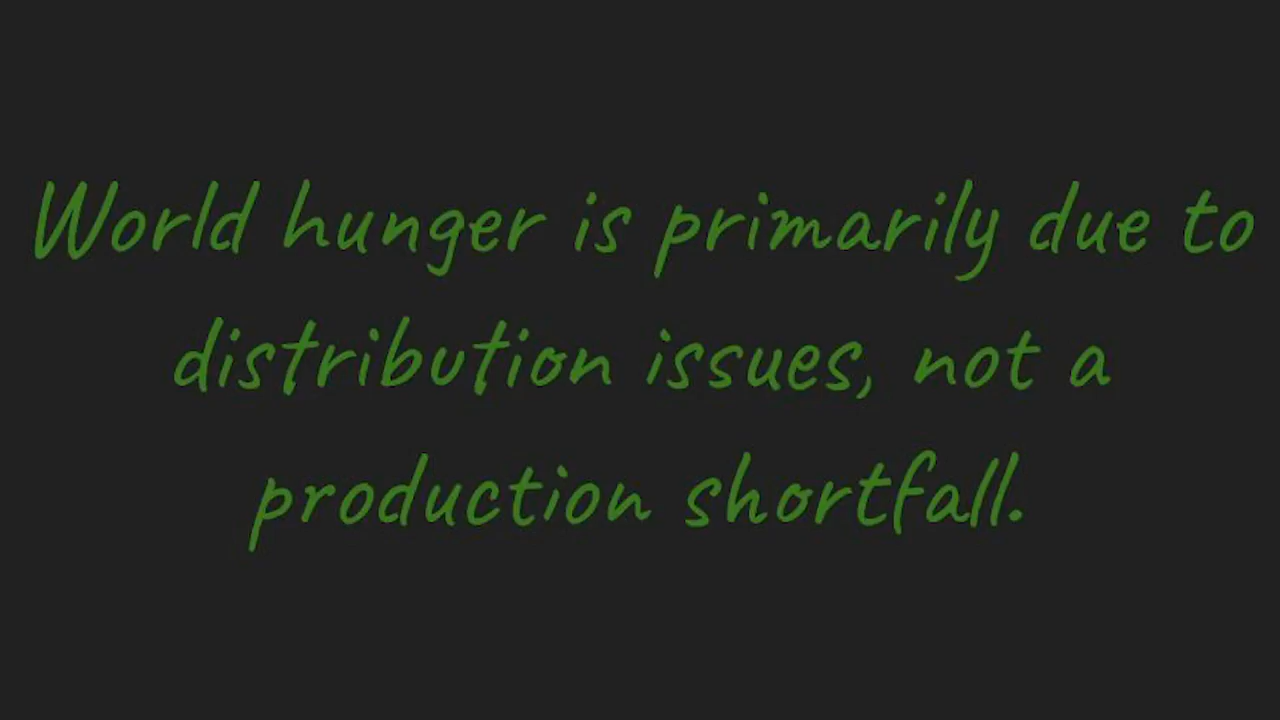 World hunger is primarily due to
distribution issues, not a
production shortfall.